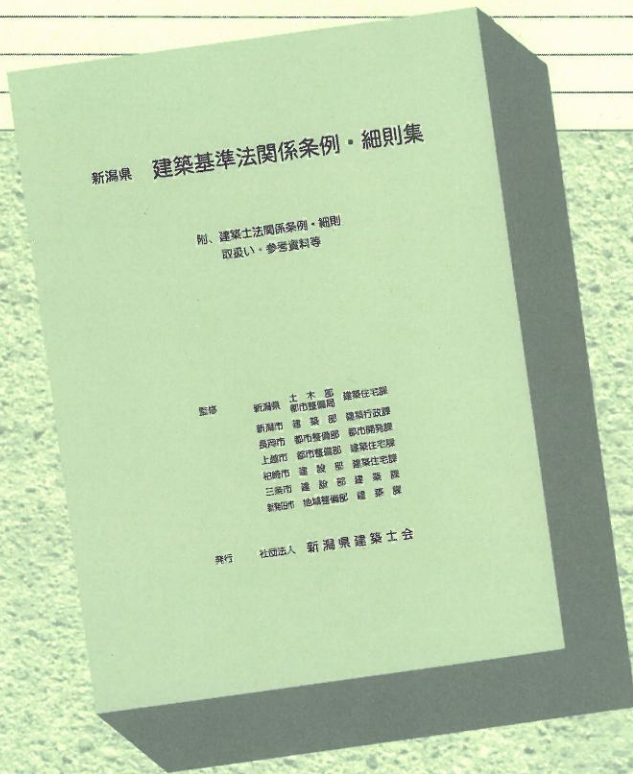 新潟県 建築基準法関係条例・細則集
附、建築士法関係条例・細則
取扱い・参考資料等
監修 新潟県 土木部 都市整備局 建築住宅課
新潟市 建築部 建築行政課
長岡市 都市整備部 都市開発課
上越市 都市整備部 建築住宅課
柏崎市 建設部 建築住宅課
三条市 建設部 建築課
新発田市 地域整備部 建築課
発行 社団法人 新潟県建築士会